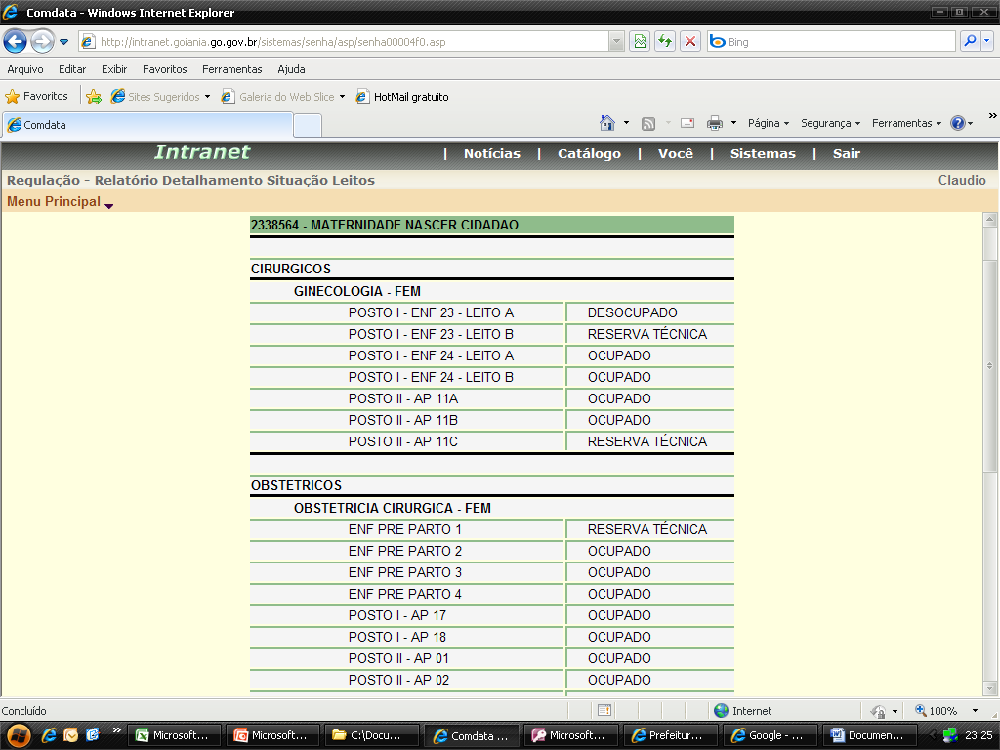 Comdata - Windows Internet Explorer
http://intranet.goiania.go.gov.br/sistemas/senha/asp/senha00004f0.asp
Bing
Arquivo Editar Exibir Favoritos Ferramentas Ajuda
Favoritos Sites Sugeridos Galeria do Web Slice HotMail gratuito
Comdata Página Segurança Ferramentas
Intranet | Notícias | Catálogo | Você | Sistemas | Sair
Regulação - Relatório Detalhamento Situação Leitos Claudio
Menu Principal
2338564 - MATERNIDADE NASCER CIDADAO
CIRURGICOS
GINECOLOGIA - FEM
POSTO I - ENF 23 - LEITO A DESOCUPADO
POSTO I - ENF 23 - LEITO B RESERVA TÉCNICA
POSTO I - ENF 24 - LEITO A OCUPADO
POSTO I - ENF 24 - LEITO B OCUPADO
POSTO II - AP 11A OCUPADO
POSTO II - AP 11B OCUPADO
POSTO II - AP 11C RESERVA TÉCNICA
OBSTETRICOS
OBSTETRICIA CIRURGICA - FEM
ENF PRE PARTO 1 RESERVA TÉCNICA
ENF PRE PARTO 2 OCUPADO
ENF PRE PARTO 3 OCUPADO
ENF PRE PARTO 4 OCUPADO
POSTO I - AP 17 OCUPADO
POSTO I - AP 18 OCUPADO
POSTO II - AP 01 OCUPADO
POSTO II - AP 02 OCUPADO
Concluído Internet 100%
Microsoft... Microsoft... C:\Docu... Comdata ... Microsoft... Prefeitur... Google - ... Documen... 23:25